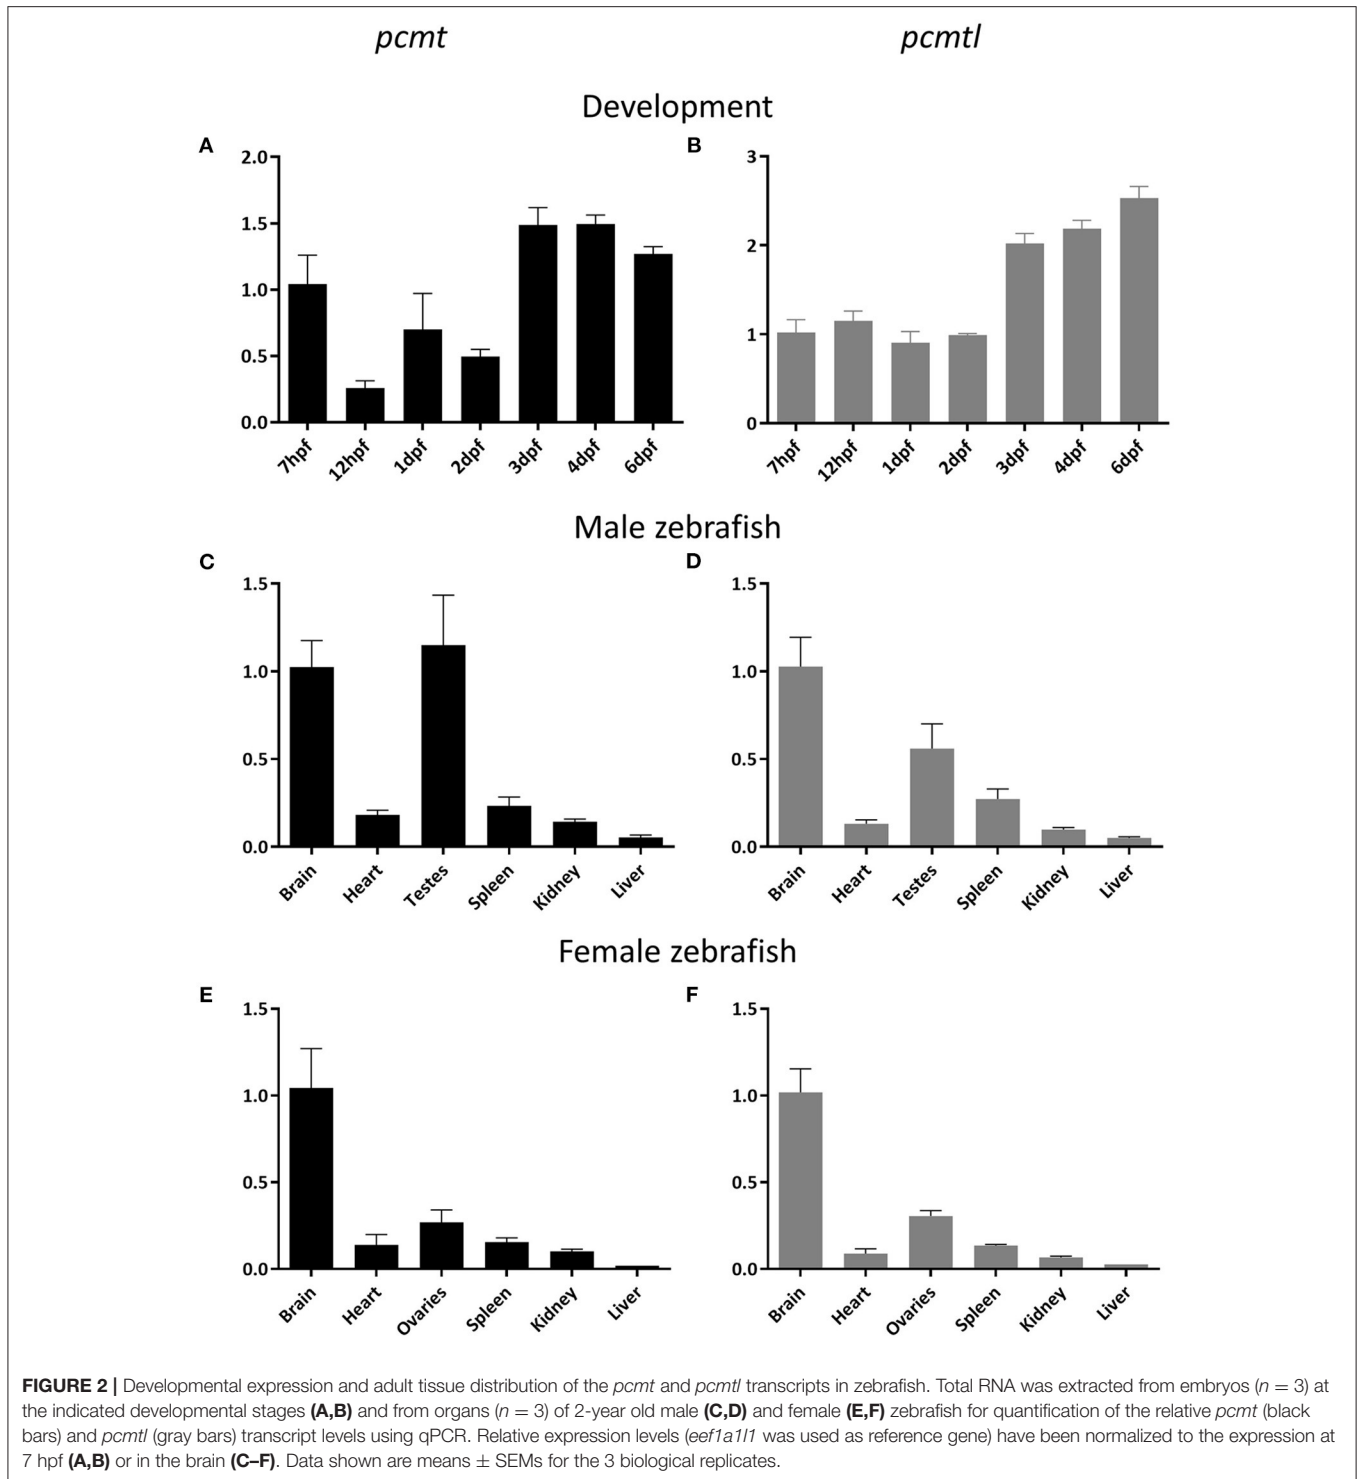 pcmt
pcmtl
Development
A
2.0
1.5
1.0
0.5
0.0
7hpf
12hpf
1dpf
2dpf
3dpf
4dpf
6dpf
B
3
2
1
0
7hpf
12hpf
1dpf
2dpf
3dpf
4dpf
6dpf
Male zebrafish
C
1.5
1.0
0.5
0.0
Brain
Heart
Testes
Spleen
Kidney
Liver
D
1.5
1.0
0.5
0.0
Brain
Heart
Testes
Spleen
Kidney
Liver
Female zebrafish
E
1.5
1.0
0.5
0.0
Brain
Heart
Ovaries
Spleen
Kidney
Liver
F
1.5
1.0
0.5
0.0
Brain
Heart
Ovaries
Spleen
Kidney
Liver
FIGURE 2 | Developmental expression and adult tissue distribution of the pcmt and pcmtl transcripts in zebrafish. Total RNA was extracted from embryos (n = 3) at
the indicated developmental stages (A,B) and from organs (n = 3) of 2-year old male (C,D) and female (E,F) zebrafish for quantification of the relative pcmt (black
bars) and pcmtl (gray bars) transcript levels using qPCR. Relative expression levels (eef1a1l1 was used as reference gene) have been normalized to the expression at
7 hpf (A,B) or in the brain (C–F). Data shown are means ± SEMs for the 3 biological replicates.